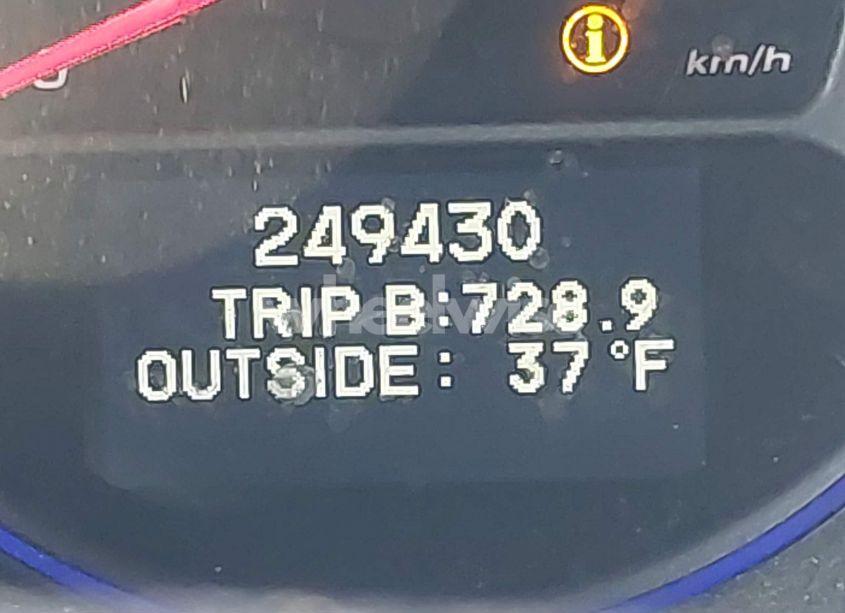 i
km/h
249430
TRIP B:728.9
OUTSIDE: 37°F